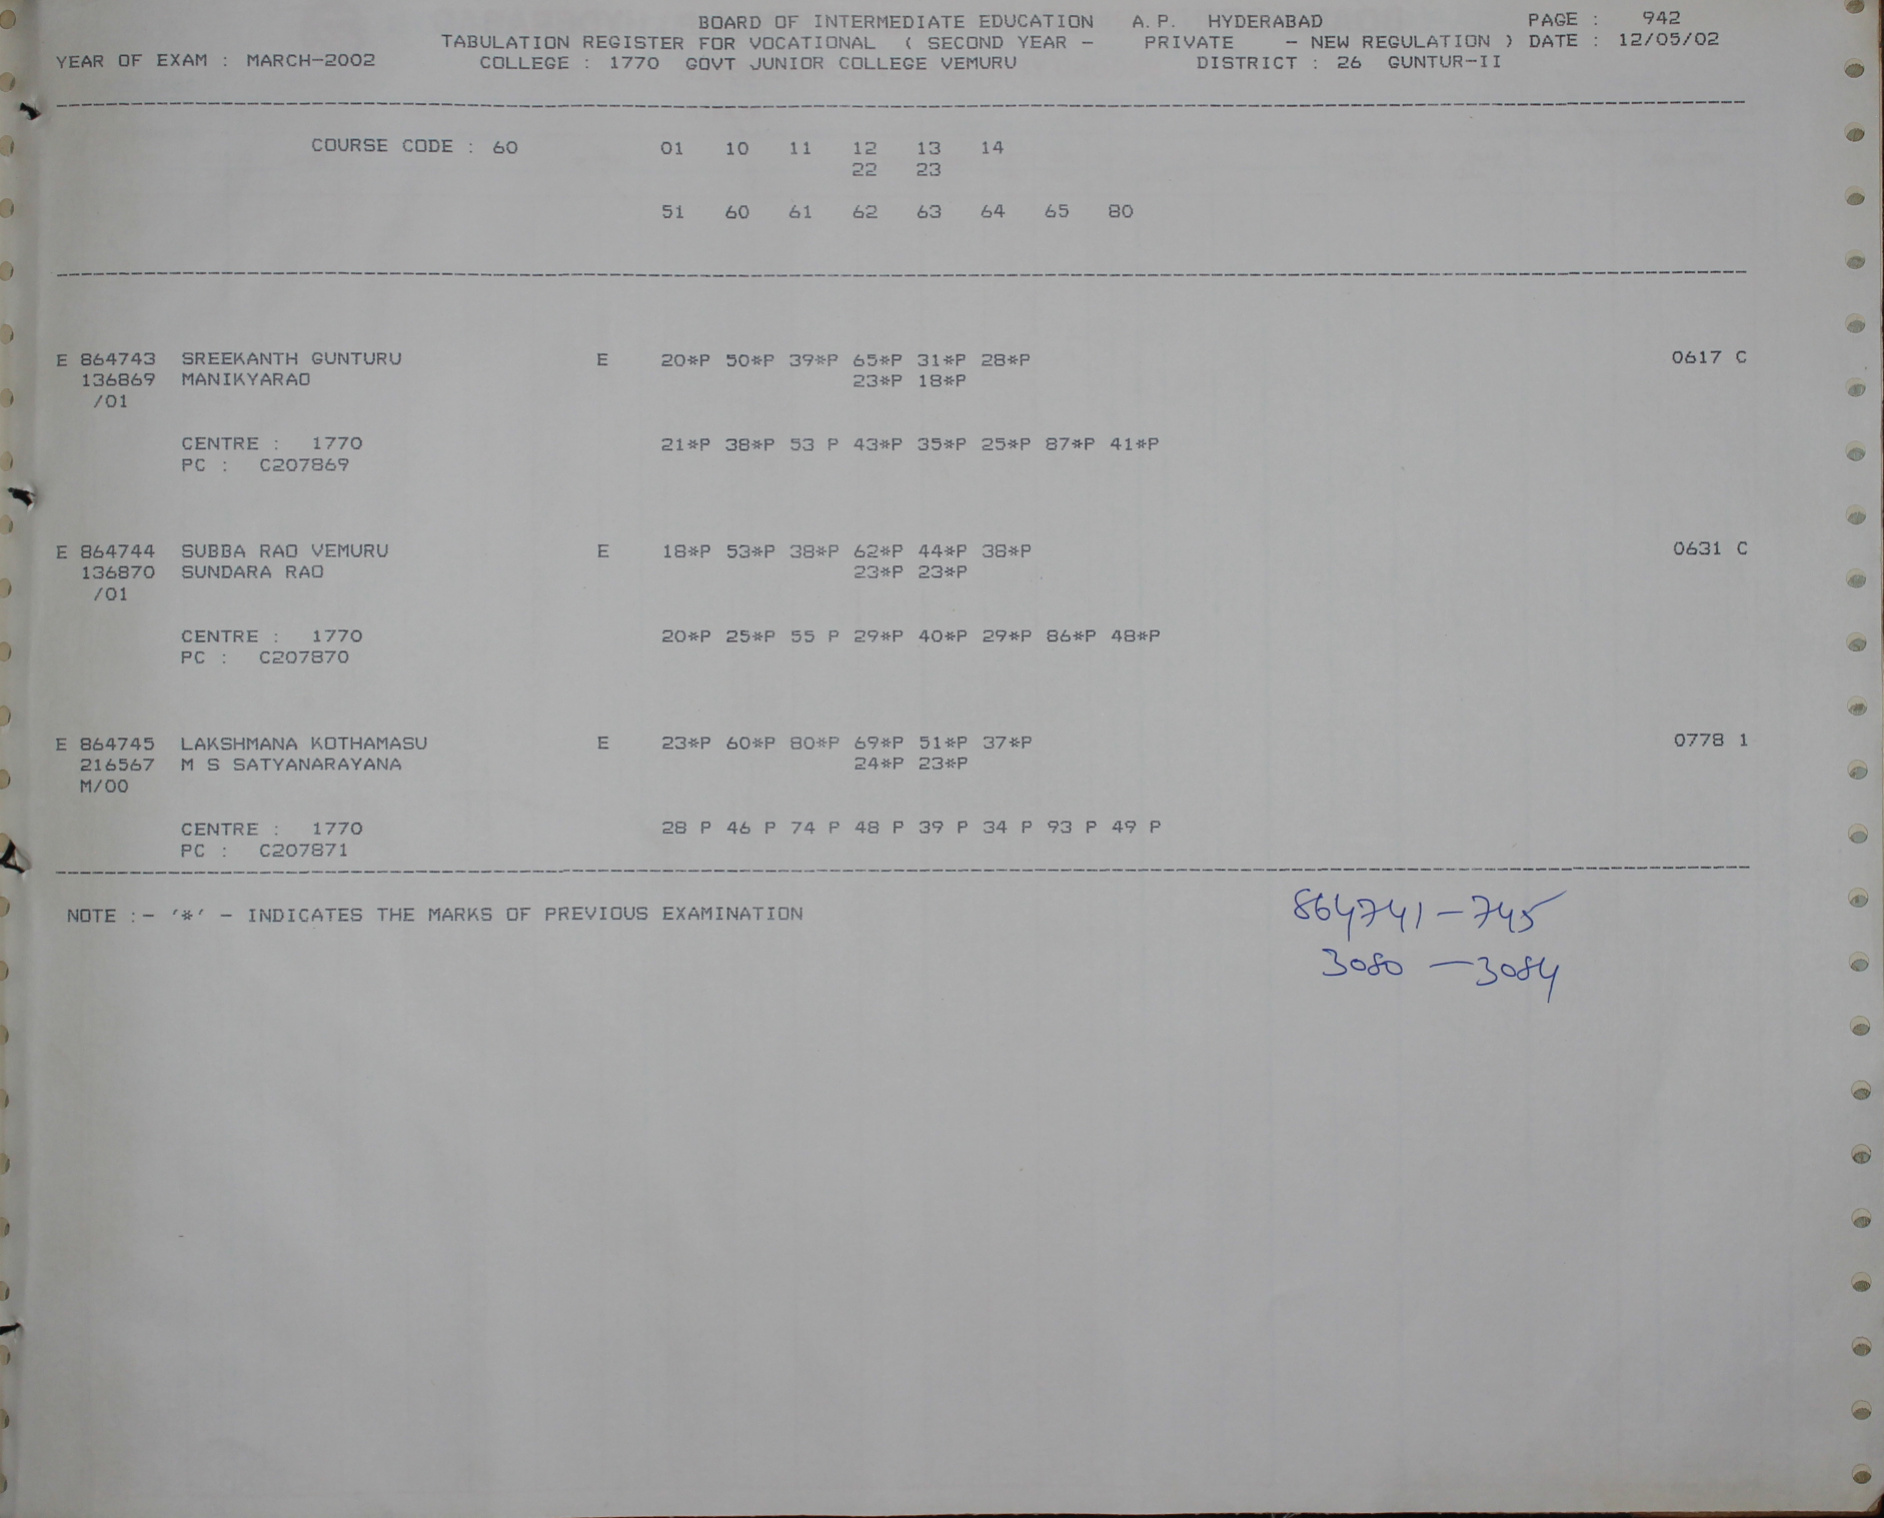 BOARD OF INTERMEDIATE EDUCATION A.P. HYDERABAD PAGE : 942
TABULATION REGISTER FOR VOCATIONAL ( SECOND YEAR - PRIVATE - NEW REGULATION ) DATE : 12/05/02
YEAR OF EXAM : MARCH-2002 COLLEGE : 1770 GOVT JUNIOR COLLEGE VEMURU DISTRICT : 26 GUNTUR-II
COURSE CODE : 60 01 10 11 12 13 14
22 23
51 60 61 62 63 64 65 80
E 864743 SREEKANTH GUNTURU E 20*P 50*P 39*P 65*P 31*P 28*P 0617 C
136869 MANIKYARAO 23*P 18*P
/01
CENTRE : 1770 21*P 38*P 53 P 43*P 35*P 25*P 87*P 41*P
PC : C207869
E 864744 SUBBA RAO VEMURU E 18*P 53*P 38*P 62*P 44*P 38*P 0631 C
136870 SUNDARA RAO 23*P 23*P
/01
CENTRE : 1770 20*P 25*P 55 P 29*P 40*P 29*P 86*P 48*P
PC : C207870
E 864745 LAKSHMANA KOTHAMASU E 23*P 60*P 80*P 69*P 51*P 37*P 0778 1
216567 M S SATYANARAYANA 24*P 23*P
M/00
CENTRE : 1770 28 P 46 P 74 P 48 P 39 P 34 P 93 P 49 P
PC : C207871
NOTE :- '*' - INDICATES THE MARKS OF PREVIOUS EXAMINATION
864741-745
3080 - 3084